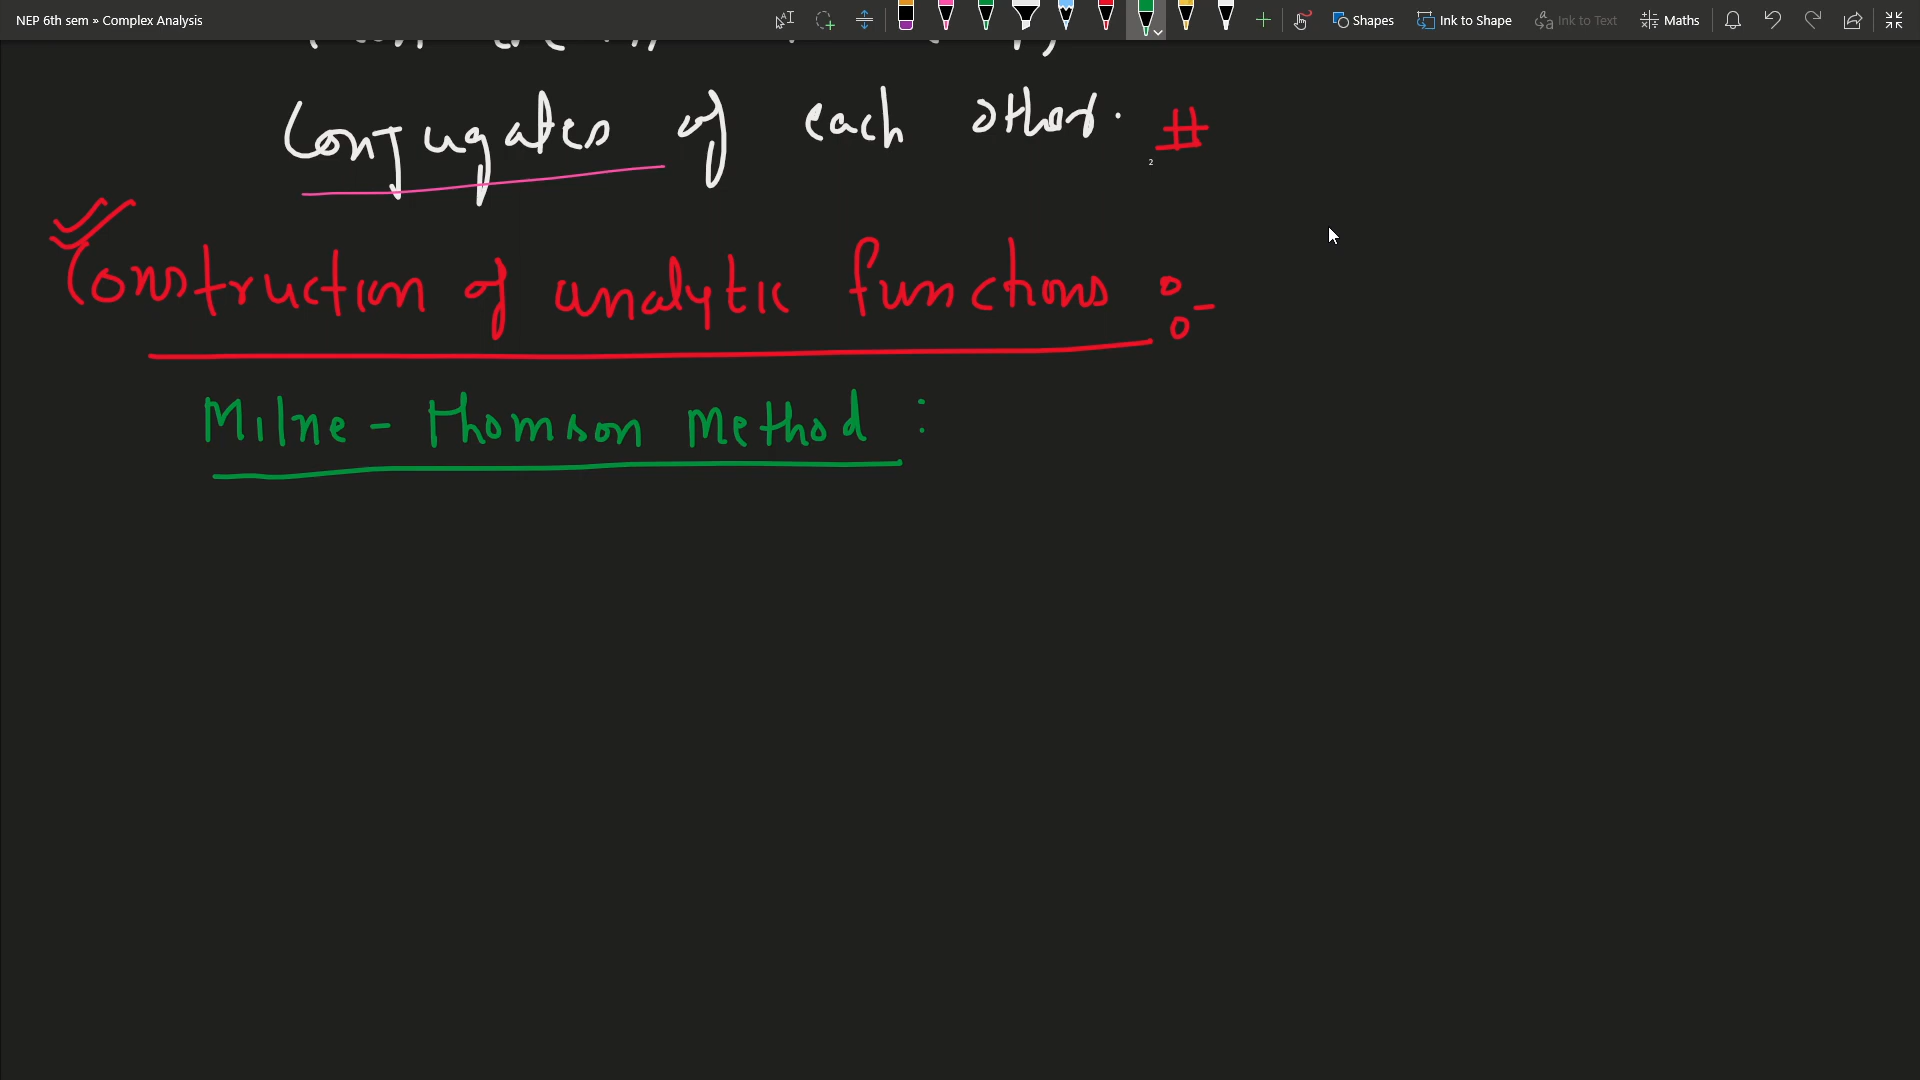 NEP 6th sem » Complex Analysis
Shapes
Ink to Shape
Ink to Text
Maths
Conjugates of each other. #
2
Construction of analytic functions :-
Milne - Thomson Method :